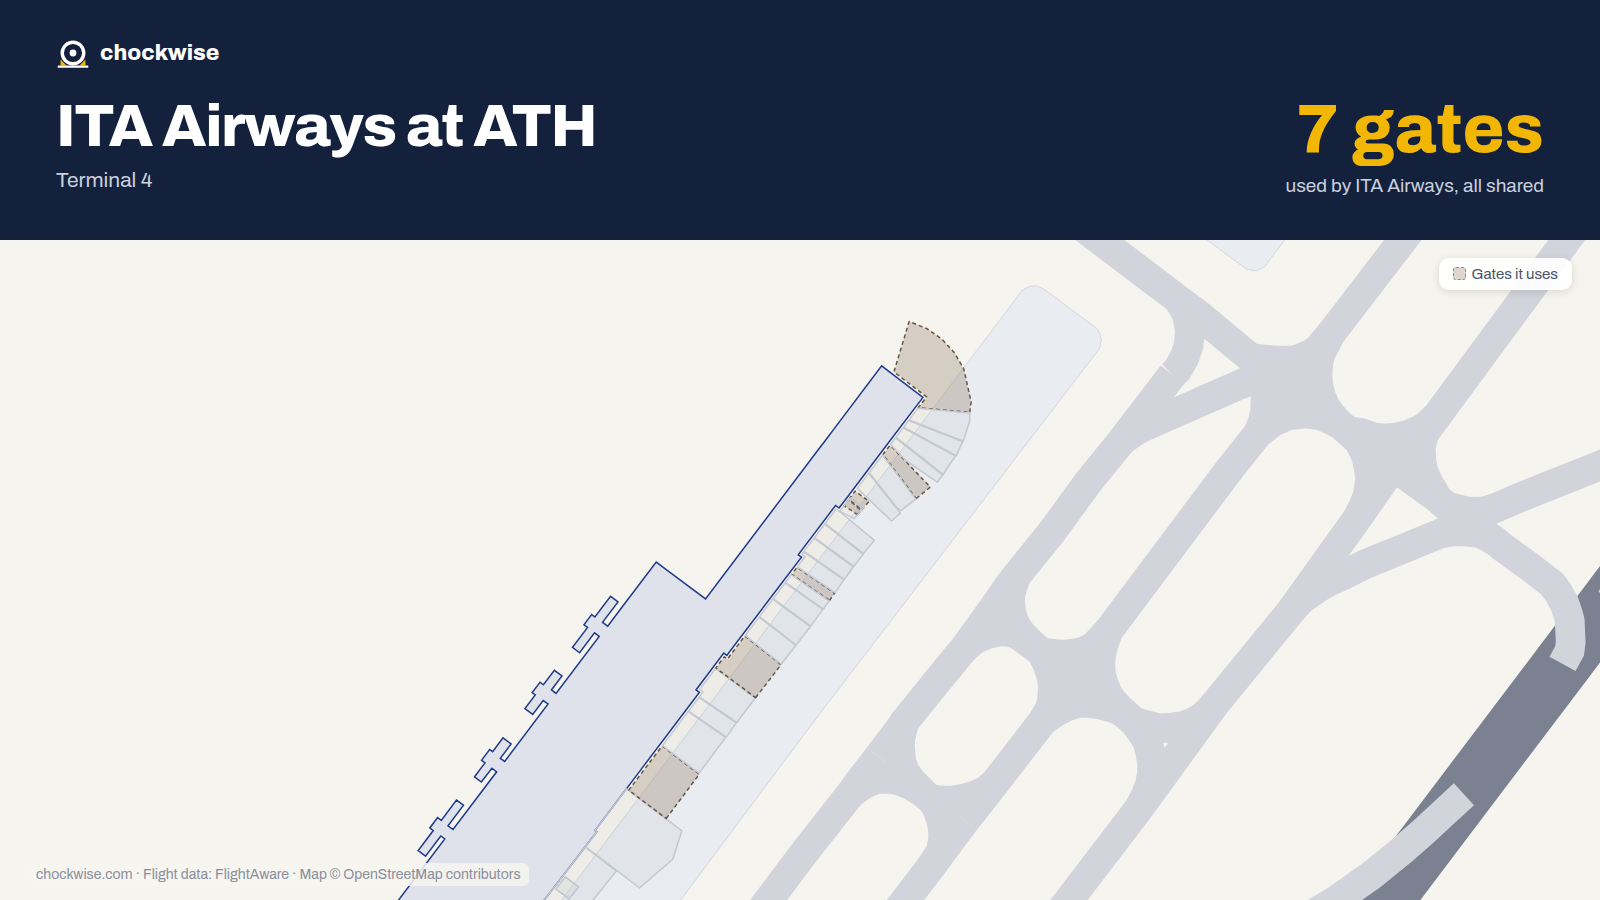 chockwise
ITA Airways at ATH
Terminal 4
7 gates
used by ITA Airways, all shared
Gates it uses
chockwise.com · Flight data: FlightAware · Map © OpenStreetMap contributors